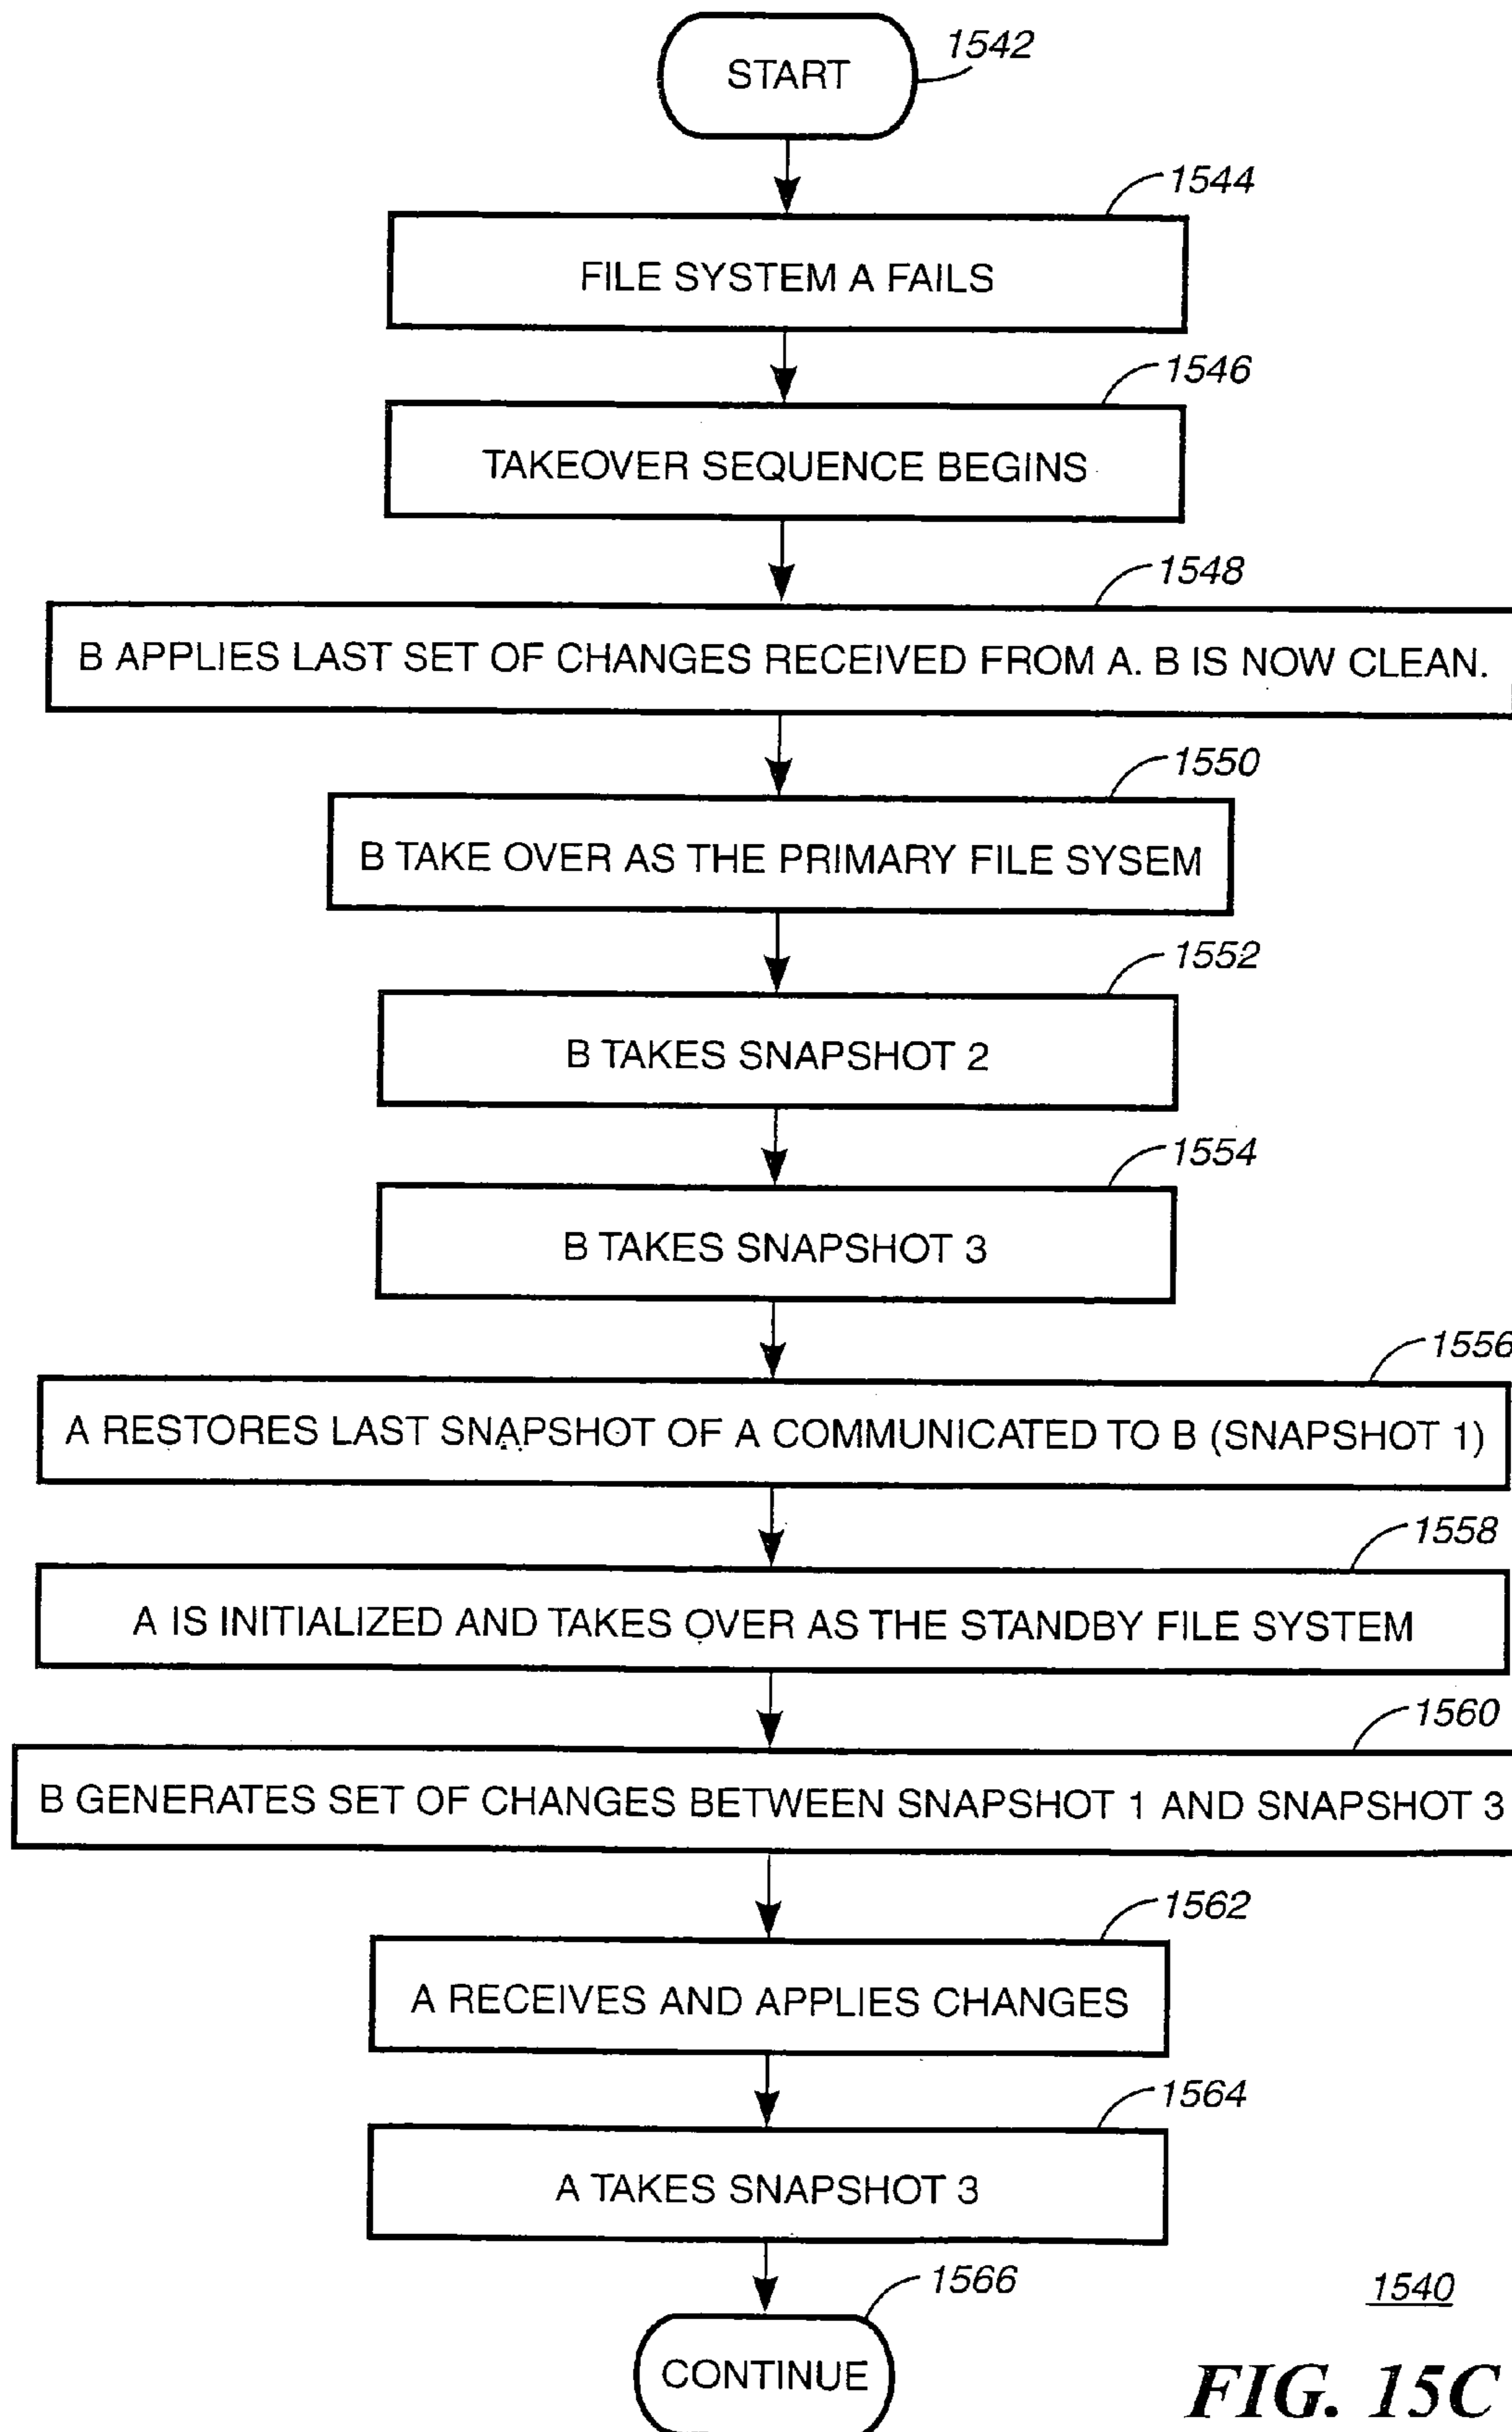 START
1542
1544
FILE SYSTEM A FAILS
1546
TAKEOVER SEQUENCE BEGINS
1548
B APPLIES LAST SET OF CHANGES RECEIVED FROM A. B IS NOW CLEAN.
1550
B TAKE OVER AS THE PRIMARY FILE SYSEM
1552
B TAKES SNAPSHOT 2
1554
B TAKES SNAPSHOT 3
1556
A RESTORES LAST SNAPSHOT OF A COMMUNICATED TO B (SNAPSHOT 1)
1558
A IS INITIALIZED AND TAKES OVER AS THE STANDBY FILE SYSTEM
1560
B GENERATES SET OF CHANGES BETWEEN SNAPSHOT 1 AND SNAPSHOT 3
1562
A RECEIVES AND APPLIES CHANGES
1564
A TAKES SNAPSHOT 3
1566
CONTINUE
1540
FIG. 15C